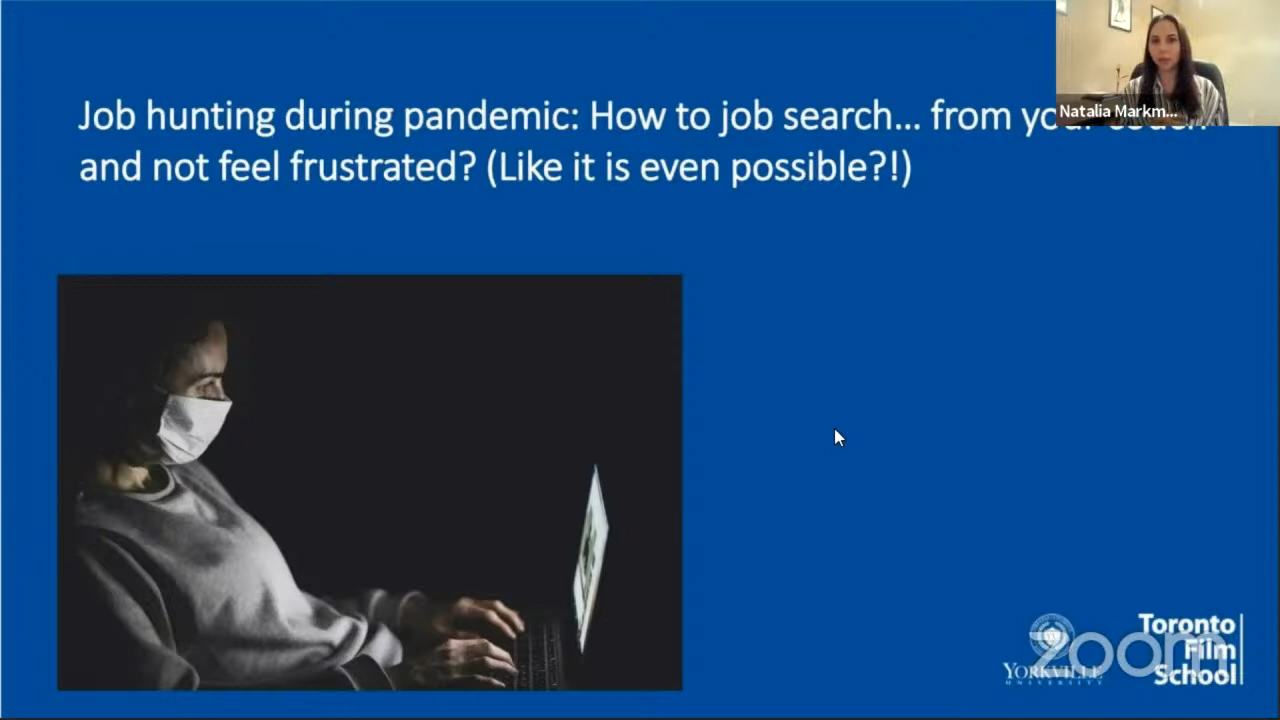 Job hunting during pandemic: How to job search... from
and not feel frustrated? (Like it is even possible?!)
Natalia Markm...
YORKVILLE
UNIVERSITY
zoom
Toronto
Film
School